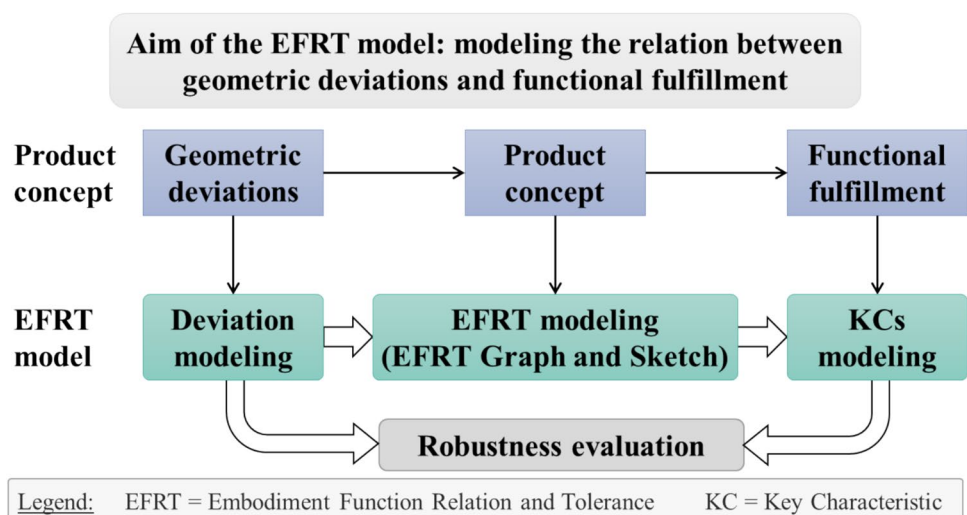 Aim of the EFRT model: modeling the relation between
geometric deviations and functional fulfillment
Product
concept
Geometric
deviations
Product
concept
Functional
fulfillment
EFRT
model
Deviation
modeling
EFRT modeling
(EFRT Graph and Sketch)
KCs
modeling
Robustness evaluation
Legend: EFRT = Embodiment Function Relation and Tolerance KC = Key Characteristic